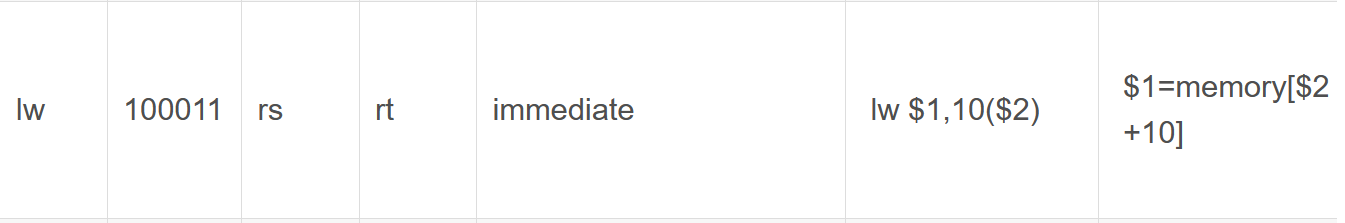 lw 100011 rs rt immediate lw $1,10($2) $1=memory[$2
+10]